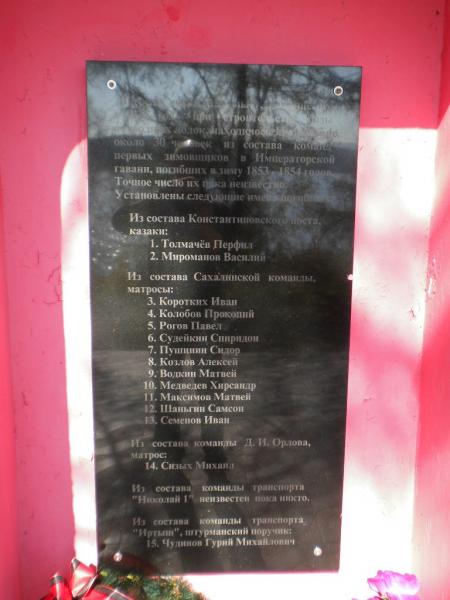 при строительстве
лодок, находилось
около 30 человек из состава команд
первых зимовщиков в Императорской
гавани, погибших в зиму 1853 - 1854 годов.
Точное число их пока неизвестно.
Установлены следующие имена погибших:
Из состава Константиновского поста,
казаки:
1. Толмачёв Перфил
2. Мироманов Василий
Из состава Сахалинской команды,
матросы:
3. Коротких Иван
4. Колобов Прокопий
5. Рогов Павел
6. Судейкин Спиридон
7. Пушинин Сидор
8. Козлов Алексей
9. Водкин Матвей
10. Медведев Хирсандр
11. Максимов Матвей
12. Шаньгин Самсон
13. Семенов Иван
Из состава команды Д. И. Орлова,
матрос:
14. Сизых Михаил
Из состава команды транспорта
"Николай 1" неизвестен пока никто.
Из состава команды транспорта
"Иртыш", штурманский поручик:
15. Чудинов Гурий Михайлович